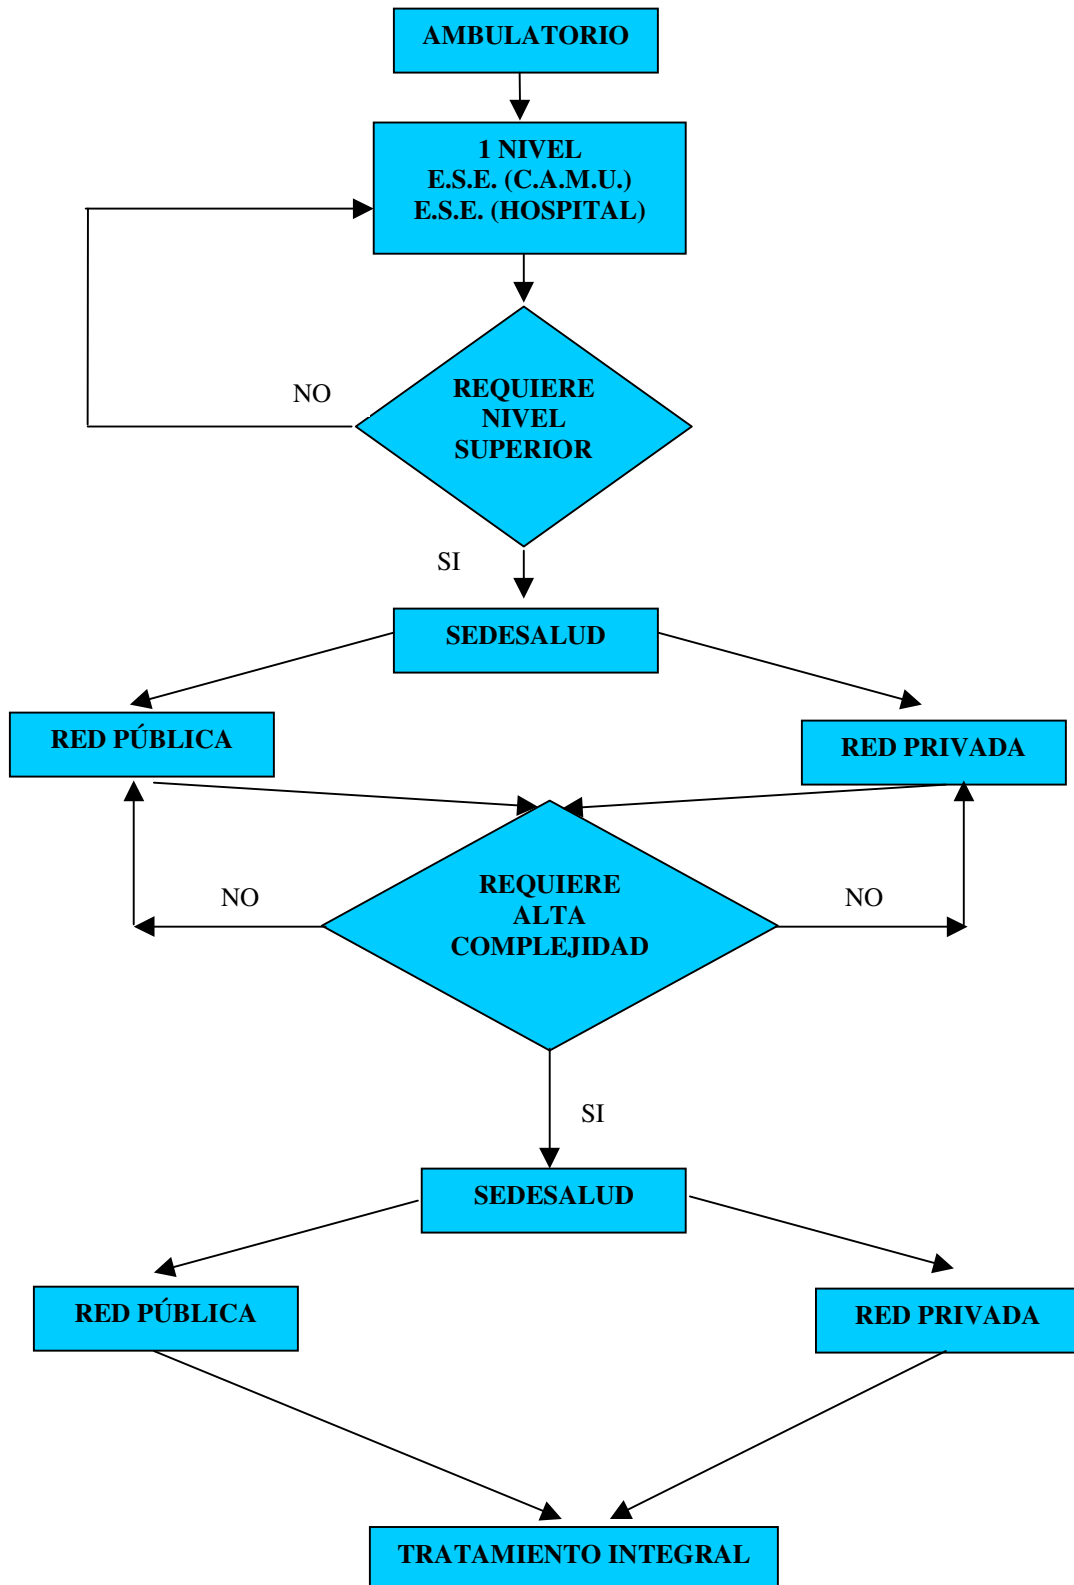 AMBULATORIO
1 NIVEL
E.S.E. (C.A.M.U.)
E.S.E. (HOSPITAL)
NO
REQUIERE
NIVEL
SUPERIOR
SI
SEDESALUD
RED PÚBLICA
RED PRIVADA
NO
REQUIERE
ALTA
COMPLEJIDAD
NO
SI
SEDESALUD
RED PÚBLICA
RED PRIVADA
TRATAMIENTO INTEGRAL